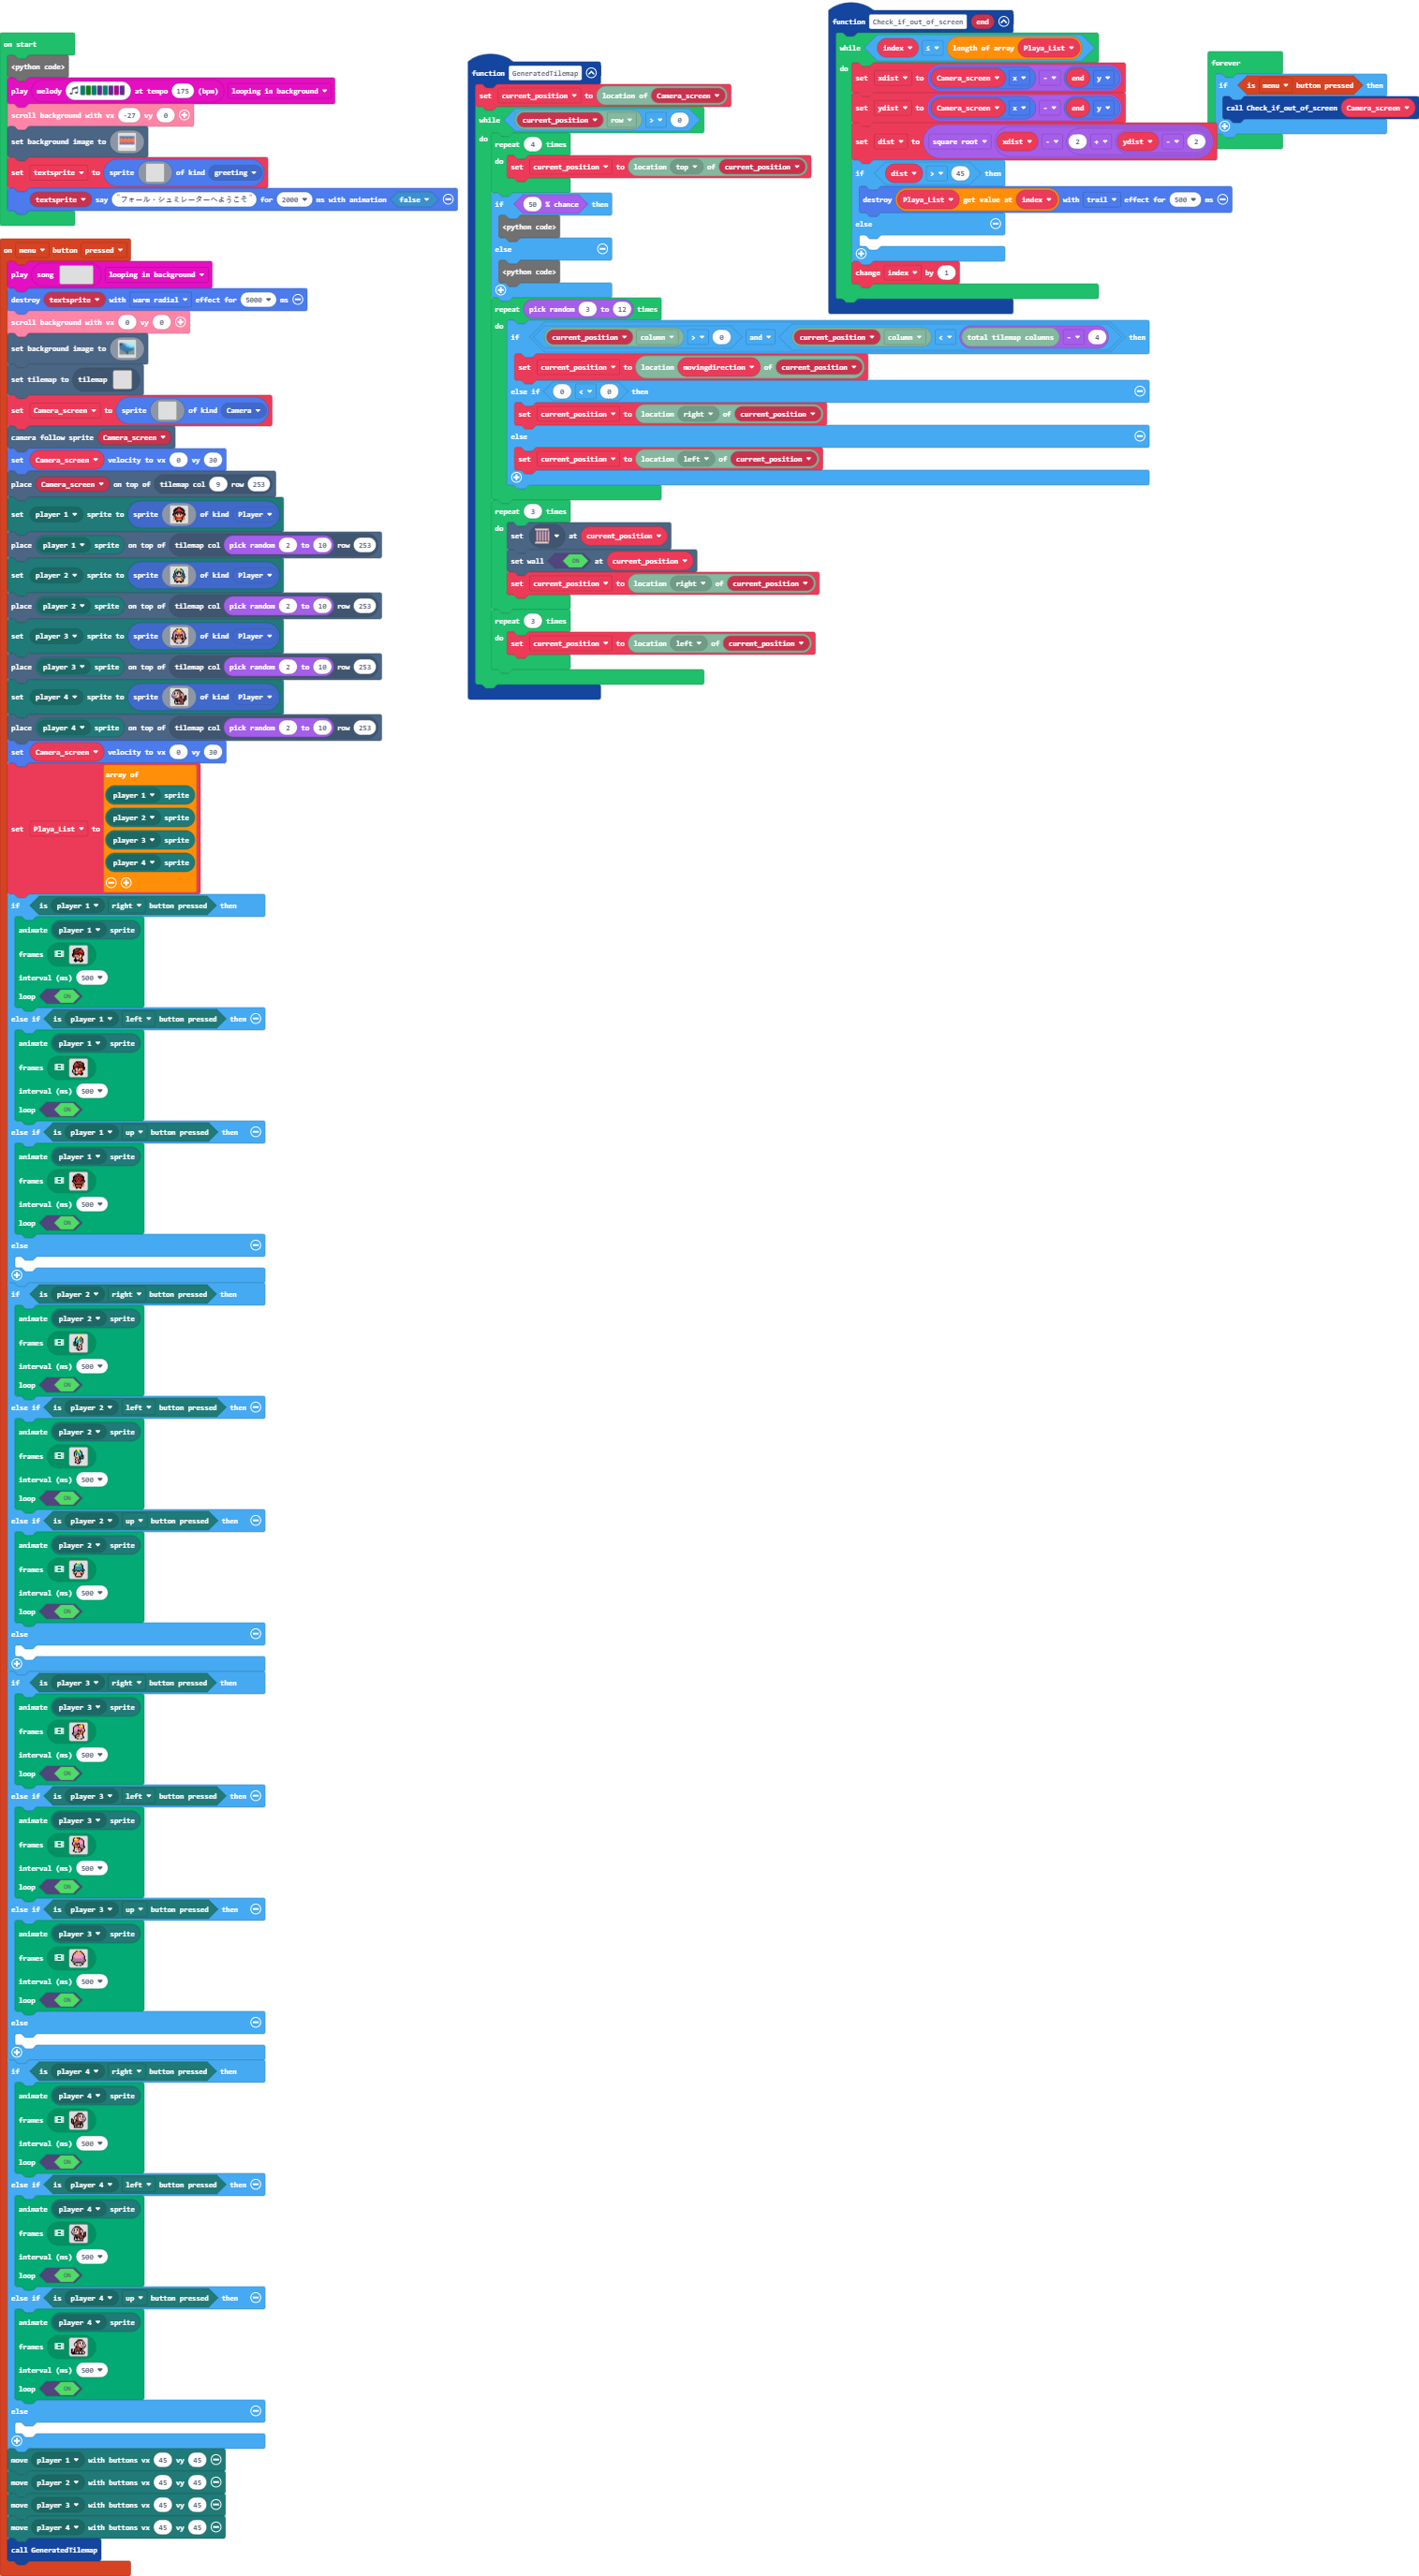 on start
<python code>
play melody at tempo 175 (bpm) looping in background
scroll background with vx -27 vy 0
set background image to
set textsprite to sprite of kind greeting
textsprite say "フォール・シュミレーターへようこそ" for 2000 ms with animation false
on menu button pressed
play song looping in background
destroy textsprite with warm radial effect for 5000 ms
scroll background with vx 0 vy 0
set background image to
set tilemap to tilemap
set Camera_screen to sprite of kind Camera
camera follow sprite Camera_screen
set Camera_screen velocity to vx 0 vy 30
place Camera_screen on top of tilemap col 9 row 253
set player 1 sprite to sprite of kind Player
place player 1 sprite on top of tilemap col pick random 2 to 10 row 253
set player 2 sprite to sprite of kind Player
place player 2 sprite on top of tilemap col pick random 2 to 10 row 253
set player 3 sprite to sprite of kind Player
place player 3 sprite on top of tilemap col pick random 2 to 10 row 253
set player 4 sprite to sprite of kind Player
place player 4 sprite on top of tilemap col pick random 2 to 10 row 253
set Camera_screen velocity to vx 0 vy 30
array of
player 1 sprite
player 2 sprite
set Playa_List to
player 3 sprite
player 4 sprite
if is player 1 right button pressed then
animate player 1 sprite
frames
interval (ms) 500
loop ON
else if is player 1 left button pressed then
animate player 1 sprite
frames
interval (ms) 500
loop ON
else if is player 1 up button pressed then
animate player 1 sprite
frames
interval (ms) 500
loop ON
else
if is player 2 right button pressed then
animate player 2 sprite
frames
interval (ms) 500
loop ON
else if is player 2 left button pressed then
animate player 2 sprite
frames
interval (ms) 500
loop ON
else if is player 2 up button pressed then
animate player 2 sprite
frames
interval (ms) 500
loop ON
else
if is player 3 right button pressed then
animate player 3 sprite
frames
interval (ms) 500
loop ON
else if is player 3 left button pressed then
animate player 3 sprite
frames
interval (ms) 500
loop ON
else if is player 3 up button pressed then
animate player 3 sprite
frames
interval (ms) 500
loop ON
else
if is player 4 right button pressed then
animate player 4 sprite
frames
interval (ms) 500
loop ON
else if is player 4 left button pressed then
animate player 4 sprite
frames
interval (ms) 500
loop ON
else if is player 4 up button pressed then
animate player 4 sprite
frames
interval (ms) 500
loop ON
else
move player 1 with buttons vx 45 vy 45
move player 2 with buttons vx 45 vy 45
move player 3 with buttons vx 45 vy 45
move player 4 with buttons vx 45 vy 45
call GeneratedTilemap
function GeneratedTilemap
set current_position to location of Camera_screen
while current_position row > 0
do
repeat 4 times
do set current_position to location top of current_position
if 50 % chance then
<python code>
else
<python code>
repeat pick random 3 to 12 times
do
if current_position column > 0 and current_position column < total tilemap columns - 4 then
set current_position to location movingdirection of current_position
else if 0 < 0 then
set current_position to location right of current_position
else
set current_position to location left of current_position
repeat 3 times
do
set at current_position
set wall ON at current_position
set current_position to location right of current_position
repeat 3 times
do set current_position to location left of current_position
function Check_if_out_of_screen end
while index ≤ length of array Playa_List
do
set xdist to Camera_screen x - end y
set ydist to Camera_screen x - end y
set dist to square root xdist - 2 + ydist - 2
if dist > 45 then
destroy Playa_List get value at index with trail effect for 500 ms
else
change index by 1
forever
if is menu button pressed then
call Check_if_out_of_screen Camera_screen